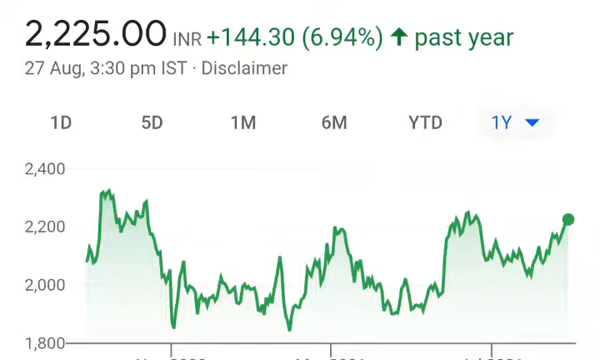 2,225.00 INR +144.30 (6.94%) ↑ past year
27 Aug, 3:30 pm IST · Disclaimer
1D 5D 1M 6M YTD 1Y
2,400
2,200
2,000
1,800